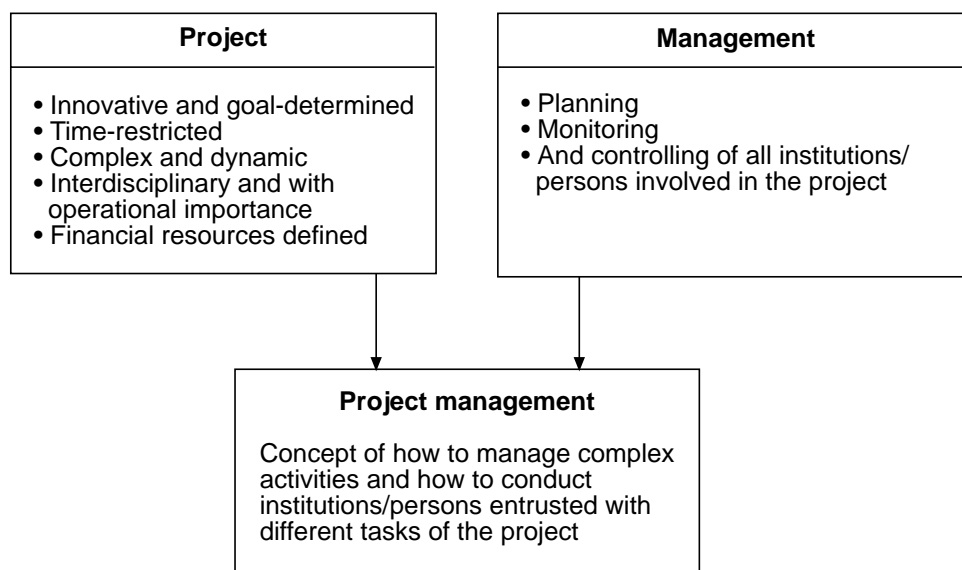 Project
• Innovative and goal-determined
• Time-restricted
• Complex and dynamic
• Interdisciplinary and with
operational importance
• Financial resources defined
Management
• Planning
• Monitoring
• And controlling of all institutions/
persons involved in the project
Project management
Concept of how to manage complex
activities and how to conduct
institutions/persons entrusted with
different tasks of the project